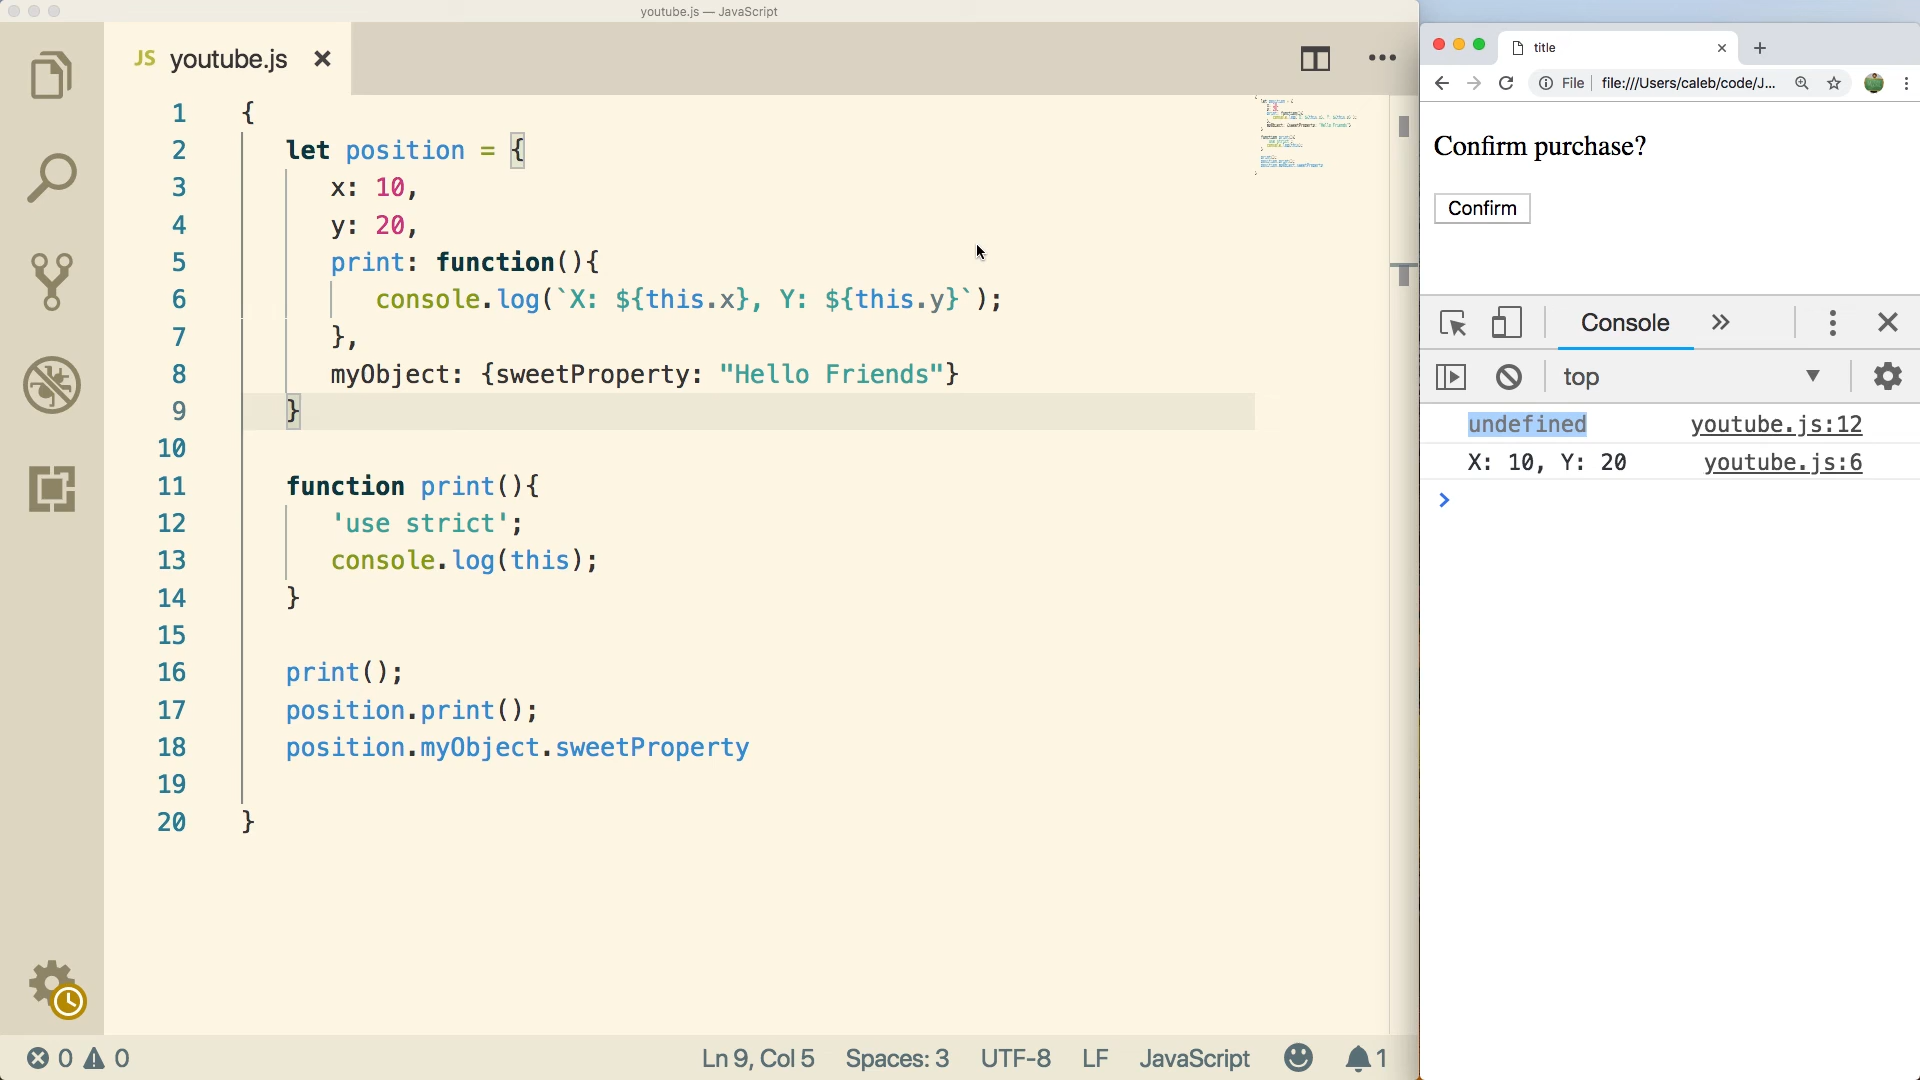 youtube.js — JavaScript
JS youtube.js
1 {
2 let position = {
3 x: 10,
4 y: 20,
5 print: function(){
6 console.log(`X: ${this.x}, Y: ${this.y}`);
7 },
8 myObject: {sweetProperty: "Hello Friends"}
9 }
10
11 function print(){
12 'use strict';
13 console.log(this);
14 }
15
16 print();
17 position.print();
18 position.myObject.sweetProperty
19
20 }
0 0
Ln 9, Col 5 Spaces: 3 UTF-8 LF JavaScript 1
title
File file:///Users/caleb/code/J...
Confirm purchase?
Confirm
Console
top
undefined youtube.js:12
X: 10, Y: 20 youtube.js:6